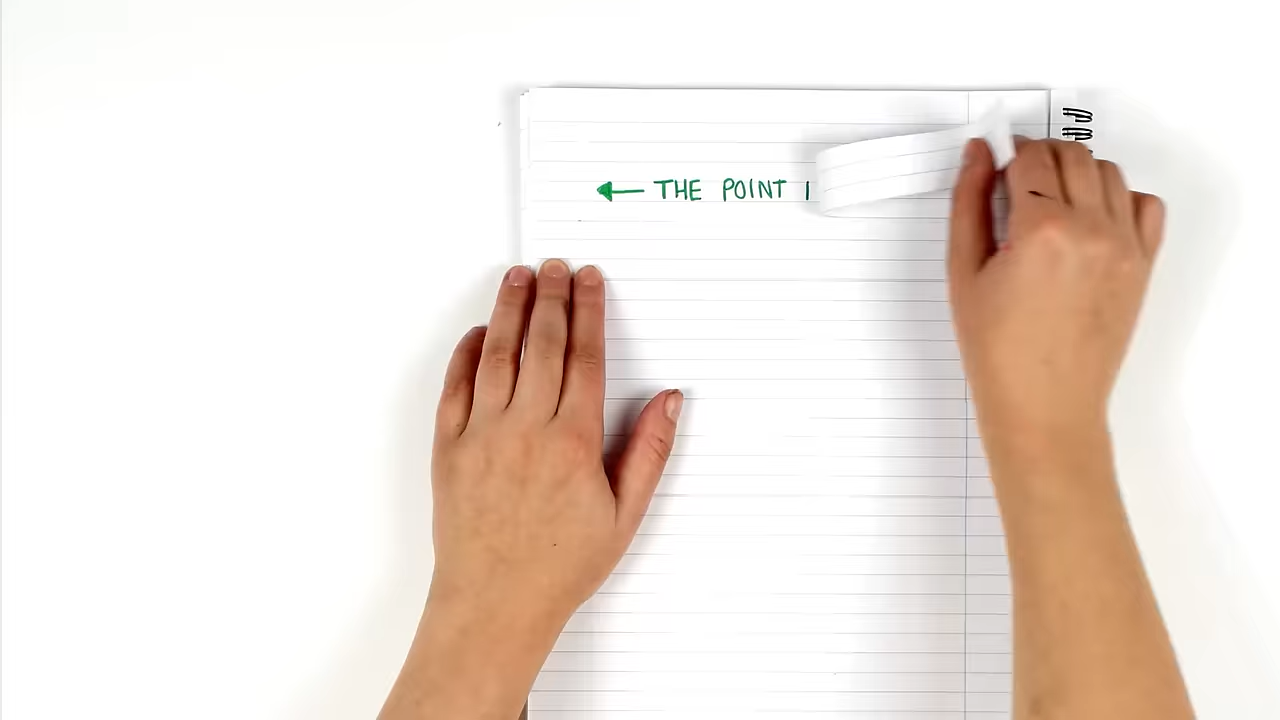 ← THE POINT I